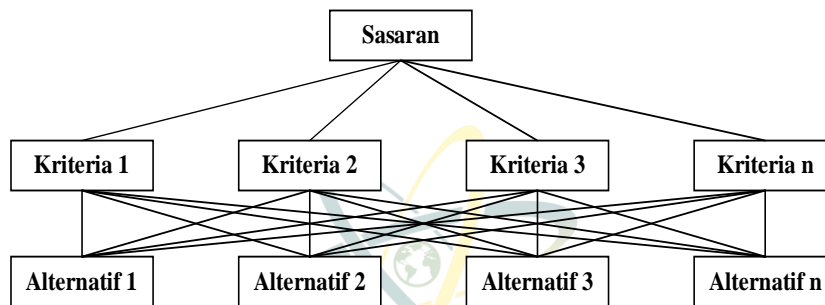 Sasaran
Kriteria 1
Kriteria 2
Kriteria 3
Kriteria n
Alternatif 1
Alternatif 2
Alternatif 3
Alternatif n